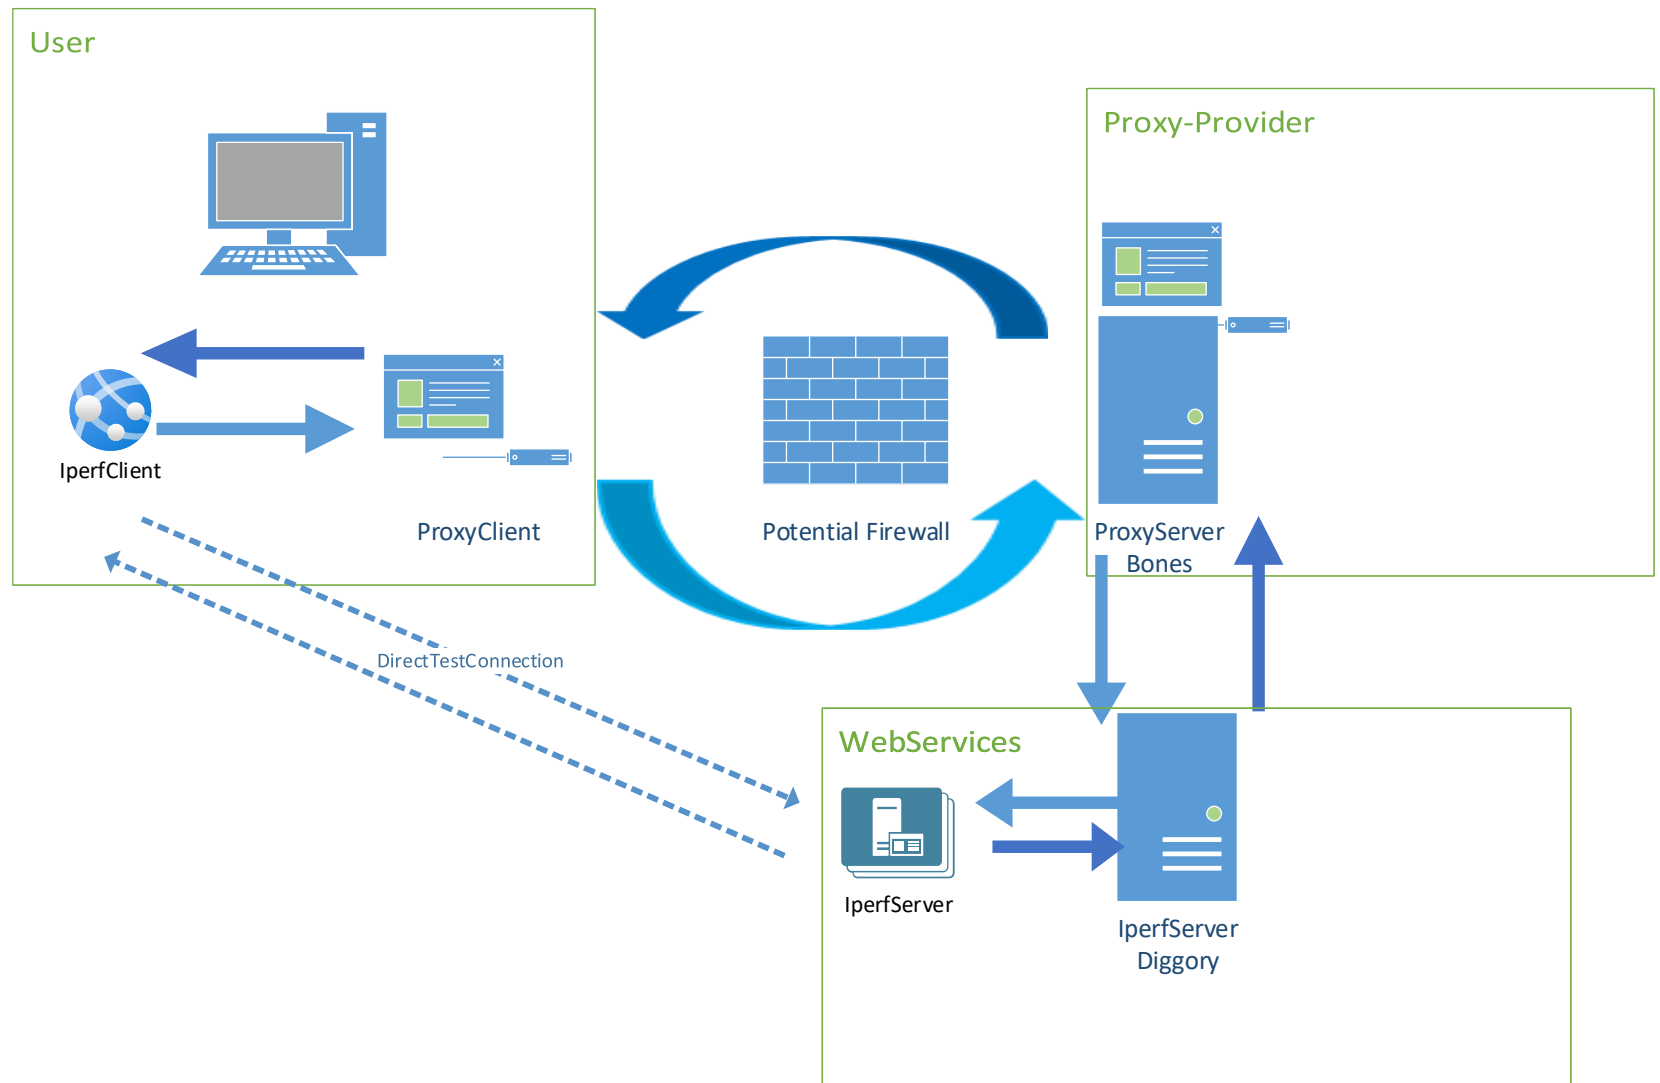 User
Proxy-Provider
IperfClient
ProxyClient
Potential Firewall
ProxyServer
Bones
DirectTestConnection
WebServices
IperfServer
IperfServer
Diggory